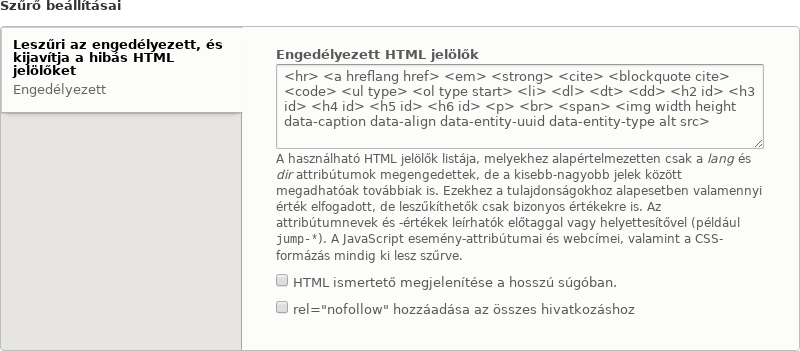 Szűrő beállításai
Leszűri az engedélyezett, és
kijavítja a hibás HTML
jelölőket
Engedélyezett
Engedélyezett HTML jelölők
<hr> <a hreflang href> <em> <strong> <cite> <blockquote cite>
<code> <ul type> <ol type start> <li> <dl> <dt> <dd> <h2 id> <h3
id> <h4 id> <h5 id> <h6 id> <p> <br> <span> <img width height
data-caption data-align data-entity-uuid data-entity-type alt src>
A használható HTML jelölők listája, melyekhez alapértelmezetten csak a lang és
dir attribútumok megengedettek, de a kisebb-nagyobb jelek között
megadhatóak továbbiak is. Ezekhez a tulajdonságokhoz alapesetben valamennyi
érték elfogadott, de leszűkíthetők csak bizonyos értékekre is. Az
attribútumnevek és -értékek leírhatók előtaggal vagy helyettesítővel (például
jump-*). A JavaScript esemény-attribútumai és webcímei, valamint a CSS-
formázás mindig ki lesz szűrve.
HTML ismertető megjelenítése a hosszú súgóban.
rel="nofollow" hozzáadása az összes hivatkozáshoz